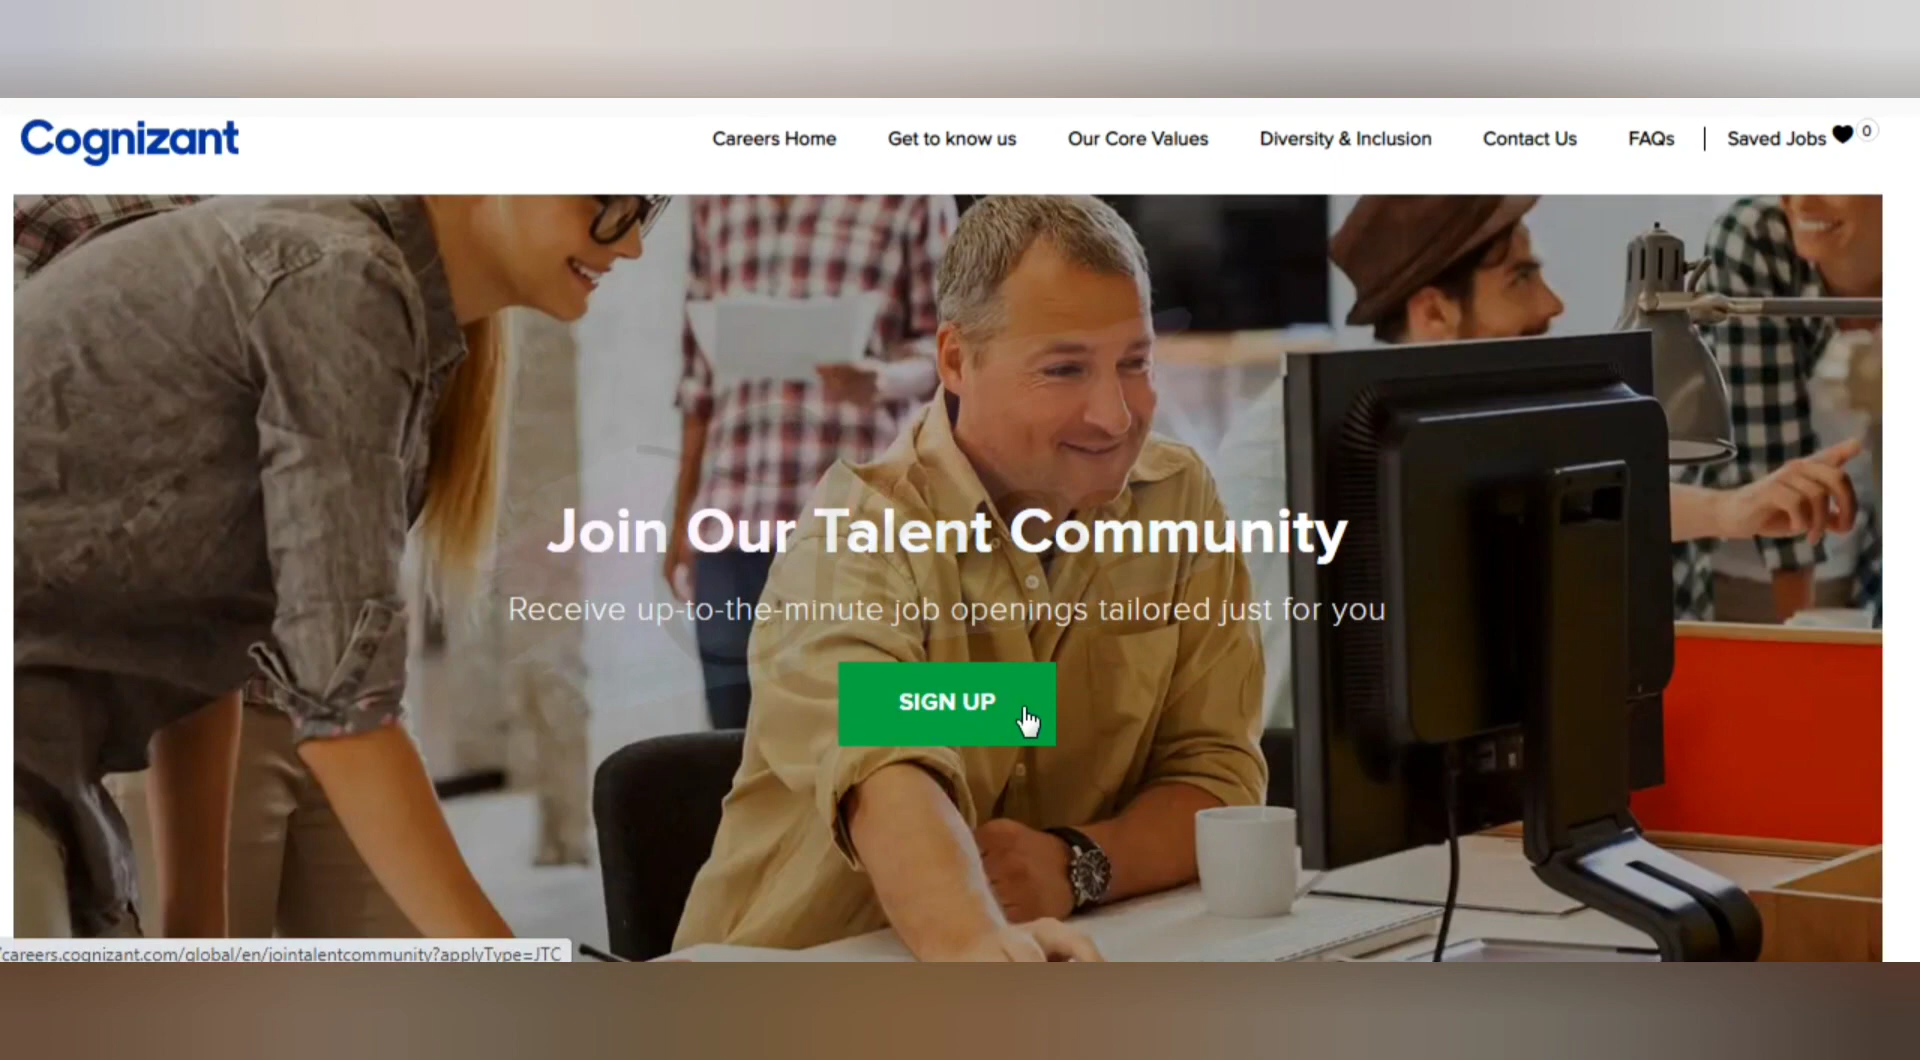 Cognizant
Careers Home
Get to know us
Our Core Values
Diversity & Inclusion
Contact Us
FAQs
Saved Jobs
0
Join Our Talent Community
Receive up-to-the-minute job openings tailored just for you
SIGN UP
/careers.cognizant.com/global/en/jointalentcommunity?applyType=JTC